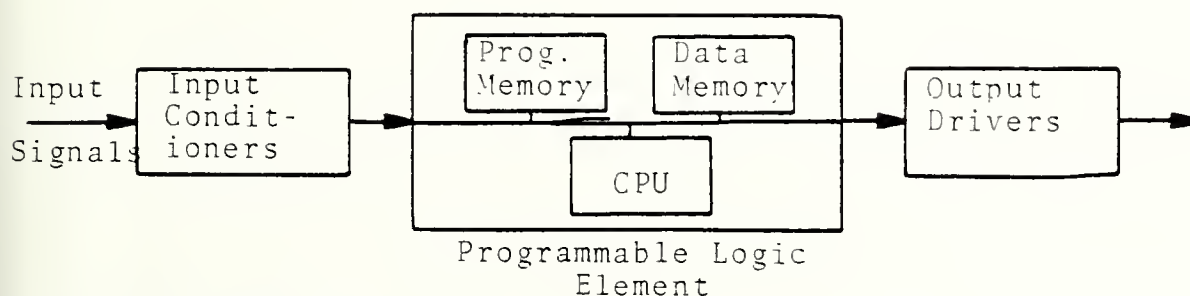 Input
Signals
Input
Condit-
ioners
Prog.
Memory
Data
Memory
CPU
Output
Drivers
Programmable Logic
Element